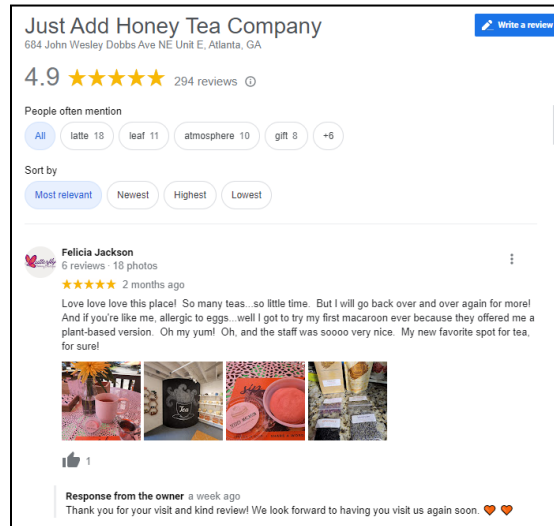 Just Add Honey Tea Company
Write a review
684 John Wesley Dobbs Ave NE Unit E, Atlanta, GA
4.9 294 reviews
People often mention
All latte 18 leaf 11 atmosphere 10 gift 8 +6
Sort by
Most relevant Newest Highest Lowest
Butterfly
Felicia Jackson
6 reviews · 18 photos
2 months ago
Love love love this place! So many teas...so little time. But I will go back over and over again for more!
And if you're like me, allergic to eggs...well I got to try my first macaroon ever because they offered me a
plant-based version. Oh my yum! Oh, and the staff was soooo very nice. My new favorite spot for tea,
for sure!
Tea
1
Response from the owner a week ago
Thank you for your visit and kind review! We look forward to having you visit us again soon. 🧡 🧡